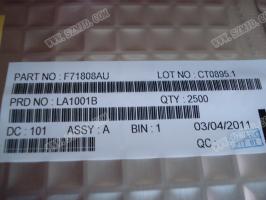 PART NO : F71808AU LOT NO : CT0895.1
PRD NO : LA1001B QTY : 2500
DC : 101 ASSY : A BIN : 1 03/04/2011
QC